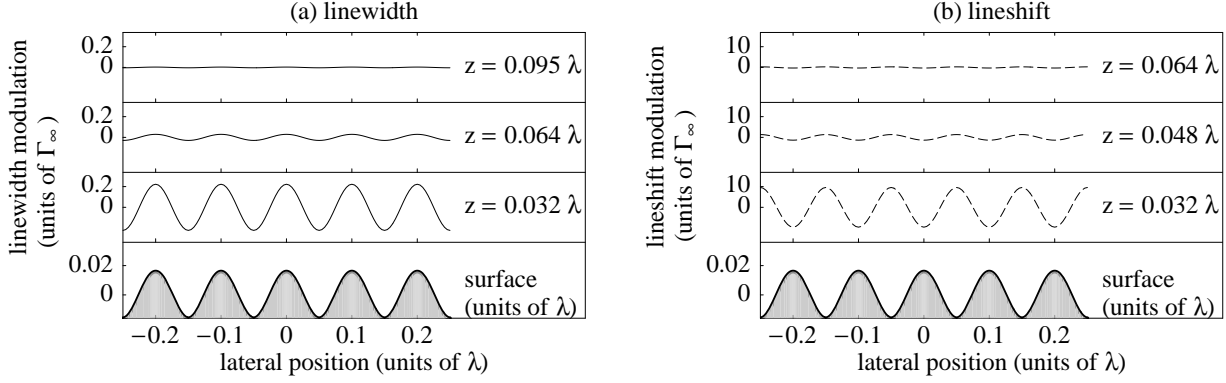 (a) linewidth
linewidth modulation
(units of Γ∞)
0.2
0
z = 0.095 λ
0.2
0
z = 0.064 λ
0.2
0
z = 0.032 λ
0.02
0
surface
(units of λ)
−0.2 −0.1 0 0.1 0.2
lateral position (units of λ)
(b) lineshift
lineshift modulation
(units of Γ∞)
10
0
z = 0.064 λ
10
0
z = 0.048 λ
10
0
z = 0.032 λ
0.02
0
surface
(units of λ)
−0.2 −0.1 0 0.1 0.2
lateral position (units of λ)